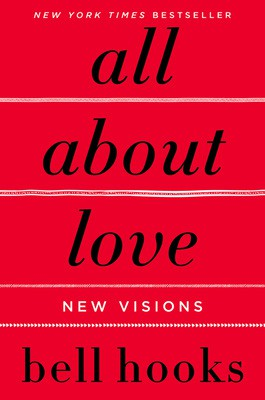 NEW YORK TIMES BESTSELLER
all
about
love
NEW VISIONS
bell hooks